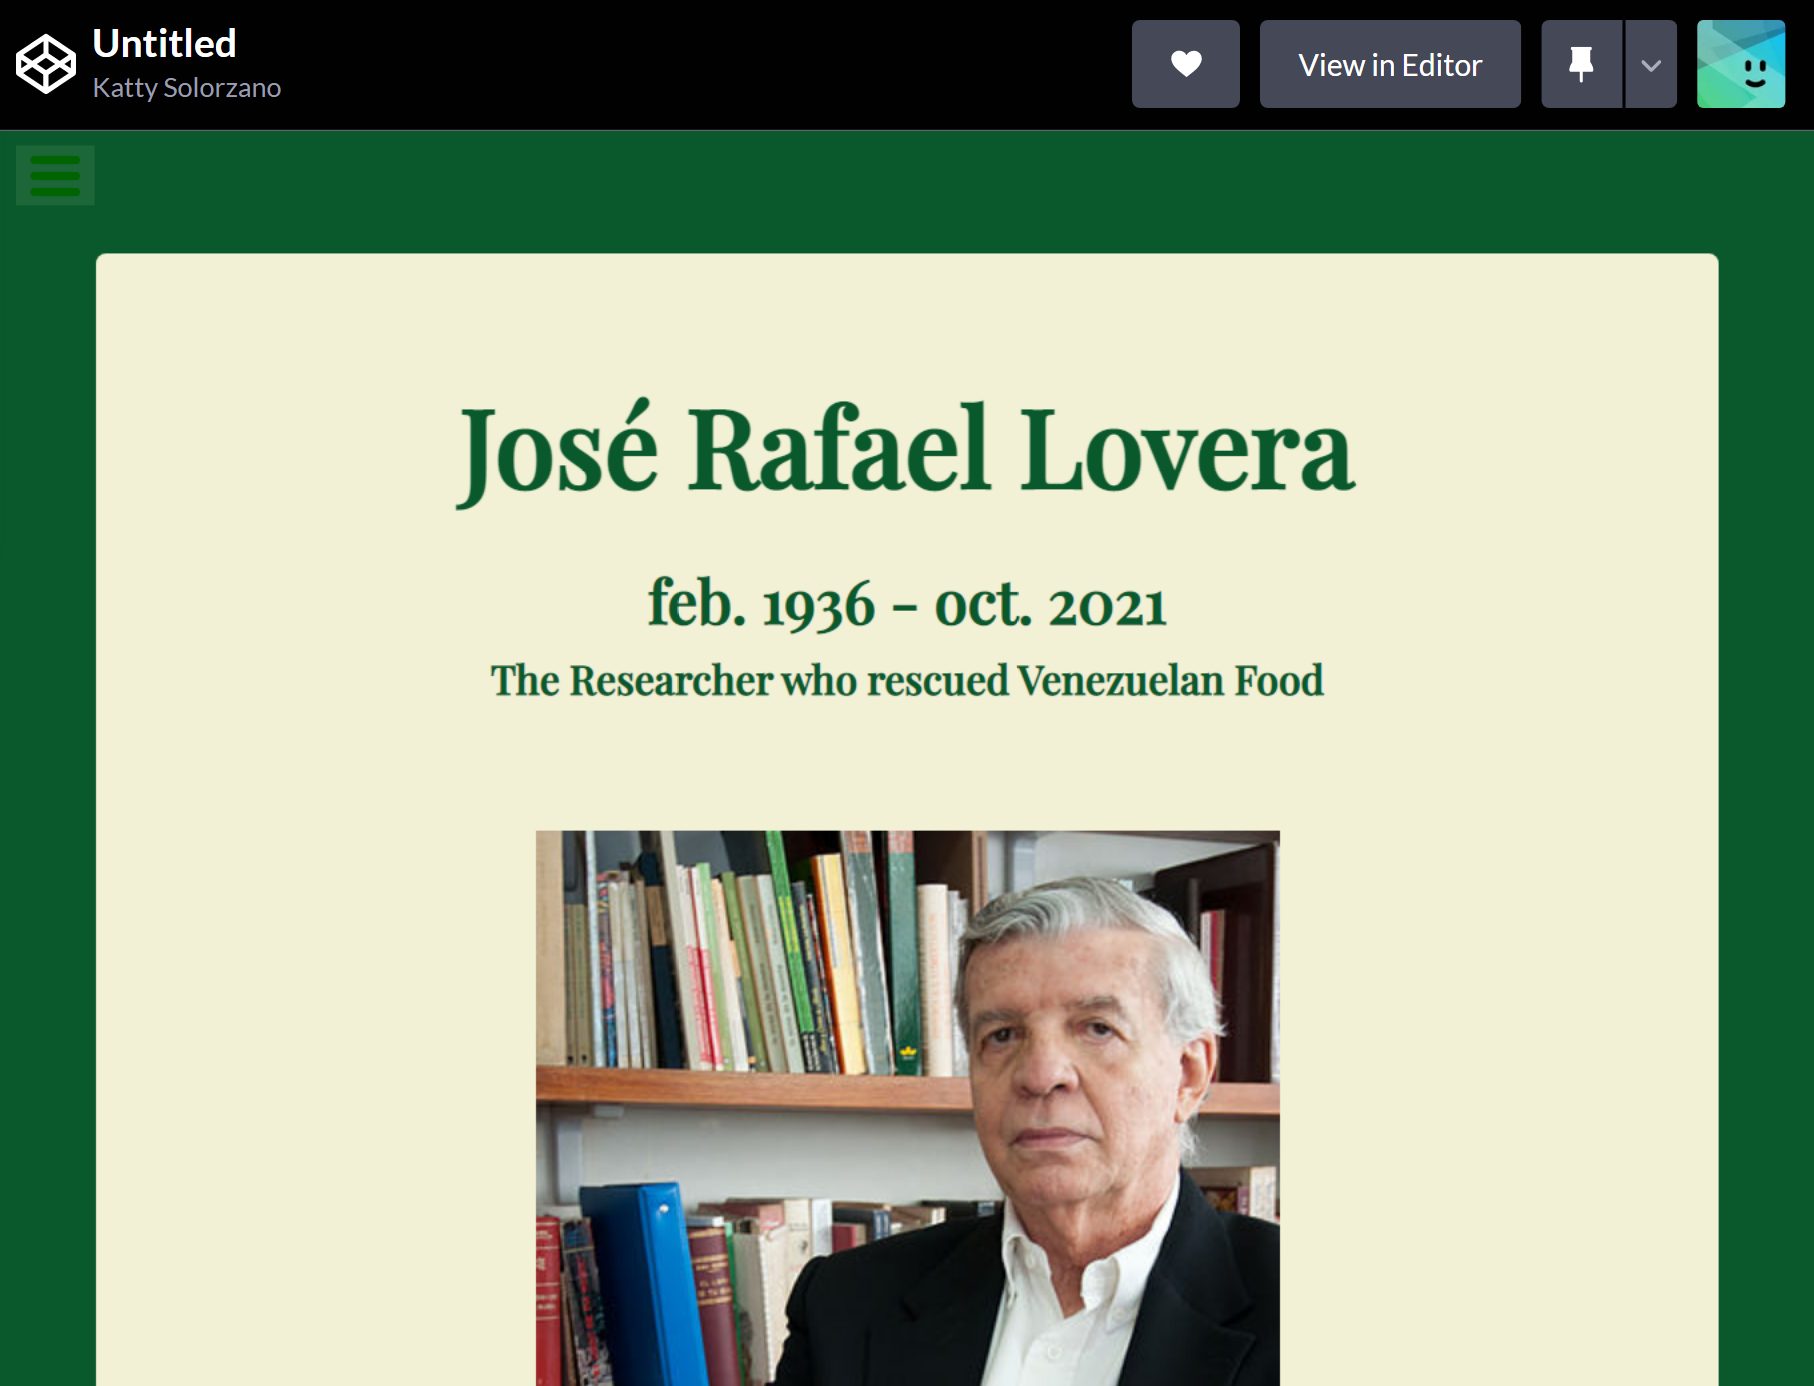 Untitled
Katty Solorzano
View in Editor
José Rafael Lovera
feb. 1936 - oct. 2021
The Researcher who rescued Venezuelan Food